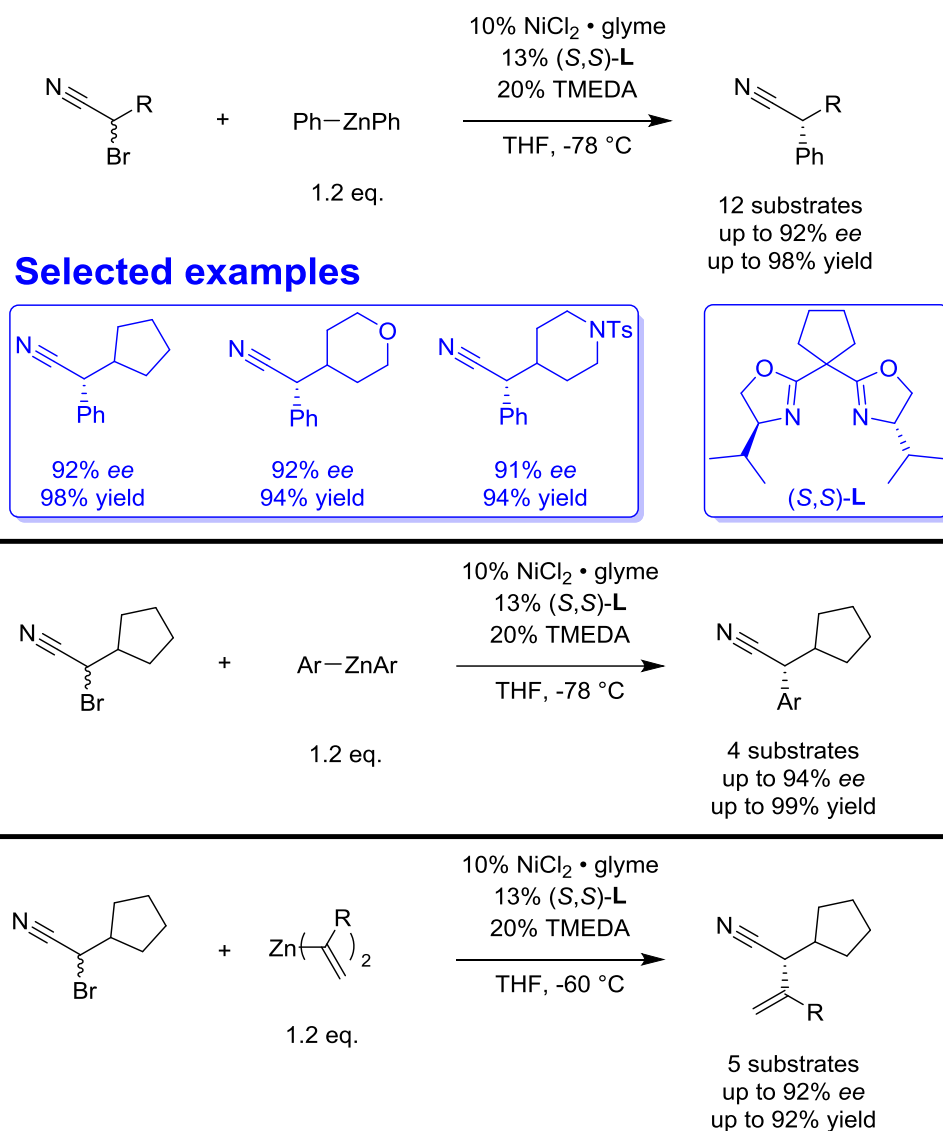 10% NiCl2 • glyme
13% (S,S)-L
20% TMEDA
THF, -78 °C
N
R
Br
+
Ph ZnPh
1.2 eq.
N
R
Ph
12 substrates
up to 92% ee
up to 98% yield
Selected examples
N
Ph
92% ee
98% yield
N
O
Ph
92% ee
94% yield
N
NTs
Ph
91% ee
94% yield
O
O
N
N
(S,S)-L
10% NiCl2 • glyme
13% (S,S)-L
20% TMEDA
THF, -78 °C
N
Br
+
Ar ZnAr
1.2 eq.
N
Ar
4 substrates
up to 94% ee
up to 99% yield
10% NiCl2 • glyme
13% (S,S)-L
20% TMEDA
THF, -60 °C
N
Br
+
R
Zn( )2
1.2 eq.
N
R
5 substrates
up to 92% ee
up to 92% yield